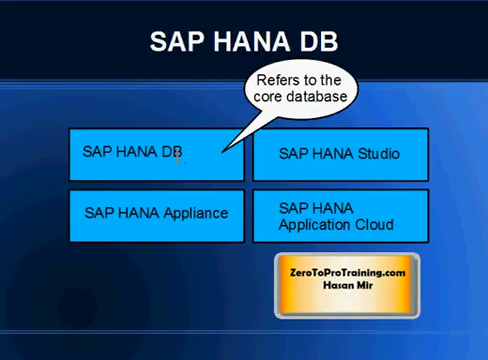 SAP HANA DB
Refers to the
core database
SAP HANA DB
SAP HANA Studio
SAP HANA Appliance
SAP HANA
Application Cloud
ZeroToProTraining.com
Hasan Mir